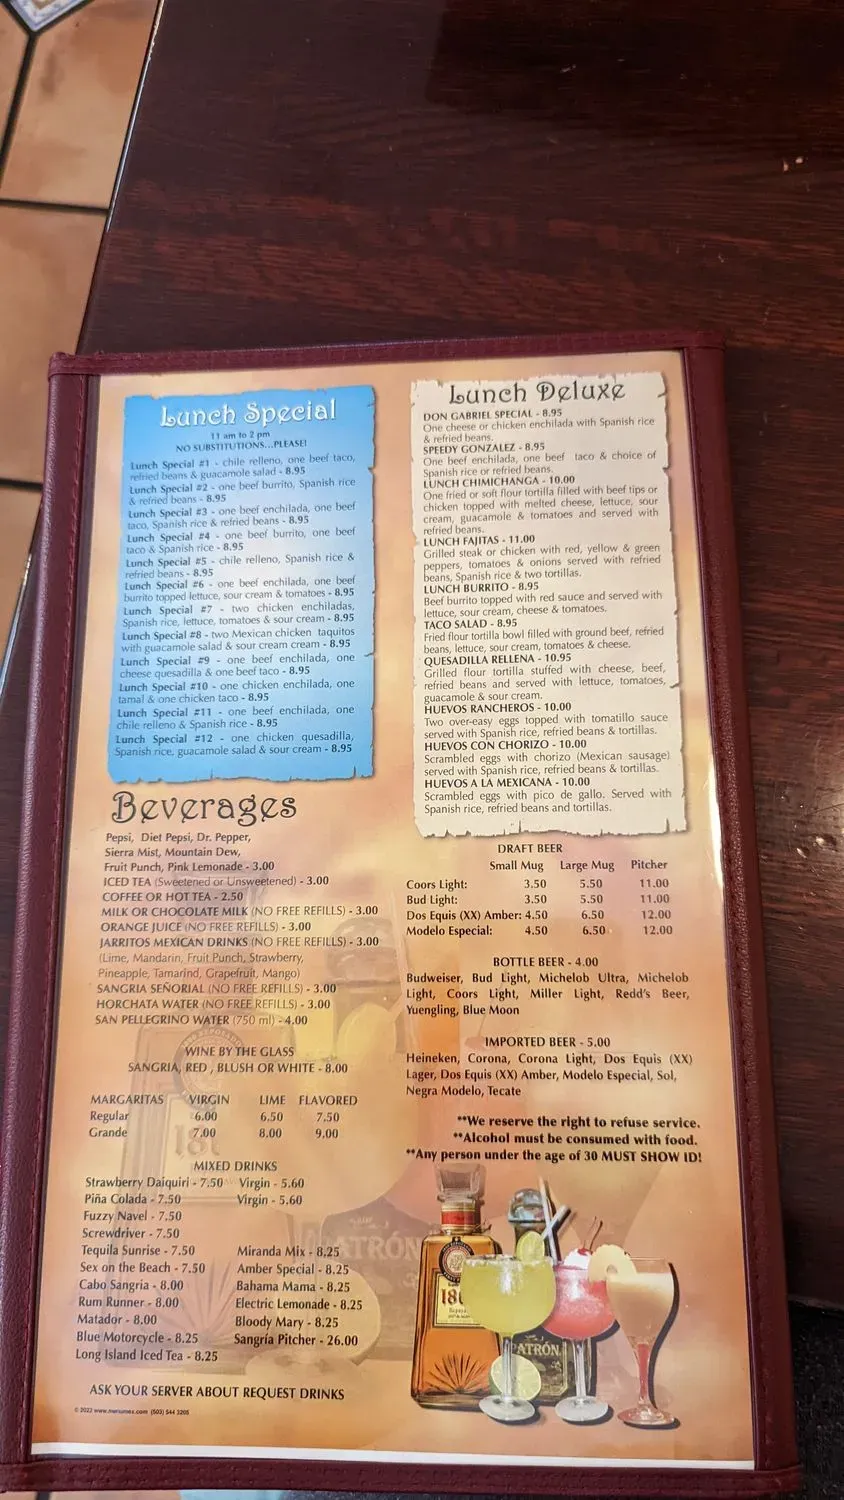 Lunch Special
11 am to 2 pm
NO SUBSTITUTIONS...PLEASE!
Lunch Special #1 - chile relleno, one beef taco,
refried beans & guacamole salad - 8.95
Lunch Special #2 - one beef burrito, Spanish rice
& refried beans - 8.95
Lunch Special #3 - one beef enchilada, one beef
taco, Spanish rice & refried beans - 8.95
Lunch Special #4 - one beef burrito, one beef
taco & Spanish rice - 8.95
Lunch Special #5 - chile relleno, Spanish rice &
refried beans - 8.95
Lunch Special #6 - one beef enchilada, one beef
burrito topped lettuce, sour cream & tomatoes - 8.95
Lunch Special #7 - two chicken enchiladas,
Spanish rice, lettuce, tomatoes & sour cream - 8.95
Lunch Special #8 - two Mexican chicken taquitos
with guacamole salad & sour cream cream - 8.95
Lunch Special #9 - one beef enchilada, one
cheese quesadilla & one beef taco - 8.95
Lunch Special #10 - one chicken enchilada, one
tamal & one chicken taco - 8.95
Lunch Special #11 - one beef enchilada, one
chile relleno & Spanish rice - 8.95
Lunch Special #12 - one chicken quesadilla,
Spanish rice, guacamole salad & sour cream - 8.95
Lunch Deluxe
DON GABRIEL SPECIAL - 8.95
One cheese or chicken enchilada with Spanish rice
& refried beans.
SPEEDY GONZALEZ - 8.95
One beef enchilada, one beef taco & choice of
Spanish rice or refried beans.
LUNCH CHIMICHANGA - 10.00
One fried or soft flour tortilla filled with beef tips or
chicken topped with melted cheese, lettuce, sour
cream, guacamole & tomatoes and served with
refried beans.
LUNCH FAJITAS - 11.00
Grilled steak or chicken with red, yellow & green
peppers, tomatoes & onions served with refried
beans, Spanish rice & two tortillas.
LUNCH BURRITO - 8.95
Beef burrito topped with red sauce and served with
lettuce, sour cream, cheese & tomatoes.
TACO SALAD - 8.95
Fried flour tortilla bowl filled with ground beef, refried
beans, lettuce, sour cream, tomatoes & cheese.
QUESADILLA RELLENA - 10.95
Grilled flour tortilla stuffed with cheese, beef,
refried beans and served with lettuce, tomatoes,
guacamole & sour cream.
HUEVOS RANCHEROS - 10.00
Two over-easy eggs topped with tomatillo sauce
served with Spanish rice, refried beans & tortillas.
HUEVOS CON CHORIZO - 10.00
Scrambled eggs with chorizo (Mexican sausage)
served with Spanish rice, refried beans & tortillas.
HUEVOS A LA MEXICANA - 10.00
Scrambled eggs with pico de gallo. Served with
Spanish rice, refried beans and tortillas.
Beverages
Pepsi, Diet Pepsi, Dr. Pepper,
Sierra Mist, Mountain Dew,
Fruit Punch, Pink Lemonade - 3.00
ICED TEA (Sweetened or Unsweetened) - 3.00
COFFEE OR HOT TEA - 2.50
MILK OR CHOCOLATE MILK (NO FREE REFILLS) - 3.00
ORANGE JUICE (NO FREE REFILLS) - 3.00
JARRITOS MEXICAN DRINKS (NO FREE REFILLS) - 3.00
(Lime, Mandarin, Fruit Punch, Strawberry,
Pineapple, Tamarind, Grapefruit, Mango)
SANGRIA SEÑORIAL (NO FREE REFILLS) - 3.00
HORCHATA WATER (NO FREE REFILLS) - 3.00
SAN PELLEGRINO WATER (750 ml) - 4.00
WINE BY THE GLASS
SANGRIA, RED , BLUSH OR WHITE - 8.00
MARGARITAS VIRGIN LIME FLAVORED
Regular 6.00 6.50 7.50
Grande 7.00 8.00 9.00
MIXED DRINKS
Strawberry Daiquiri - 7.50 Virgin - 5.60
Piña Colada - 7.50 Virgin - 5.60
Fuzzy Navel - 7.50
Screwdriver - 7.50
Tequila Sunrise - 7.50 Miranda Mix - 8,25
Sex on the Beach - 7.50 Amber Special - 8.25
Cabo Sangria - 8.00 Bahama Mama - 8.25
Rum Runner - 8.00 Electric Lemonade - 8.25
Matador - 8.00 Bloody Mary - 8.25
Blue Motorcycle - 8.25 Sangría Pitcher - 26.00
Long Island Iced Tea - 8.25
ASK YOUR SERVER ABOUT REQUEST DRINKS
© 2022 www.menumex.com (503) 544 3205
DRAFT BEER
Small Mug Large Mug Pitcher
Coors Light: 3.50 5.50 11.00
Bud Light: 3.50 5.50 11.00
Dos Equis (XX) Amber: 4.50 6.50 12.00
Modelo Especial: 4.50 6.50 12.00
BOTTLE BEER - 4.00
Budweiser, Bud Light, Michelob Ultra, Michelob
Light, Coors Light, Miller Light, Redd's Beer,
Yuengling, Blue Moon
IMPORTED BEER - 5.00
Heineken, Corona, Corona Light, Dos Equis (XX)
Lager, Dos Equis (XX) Amber, Modelo Especial, Sol,
Negra Modelo, Tecate
**We reserve the right to refuse service.
**Alcohol must be consumed with food.
**Any person under the age of 30 MUST SHOW ID!
PATRÓN